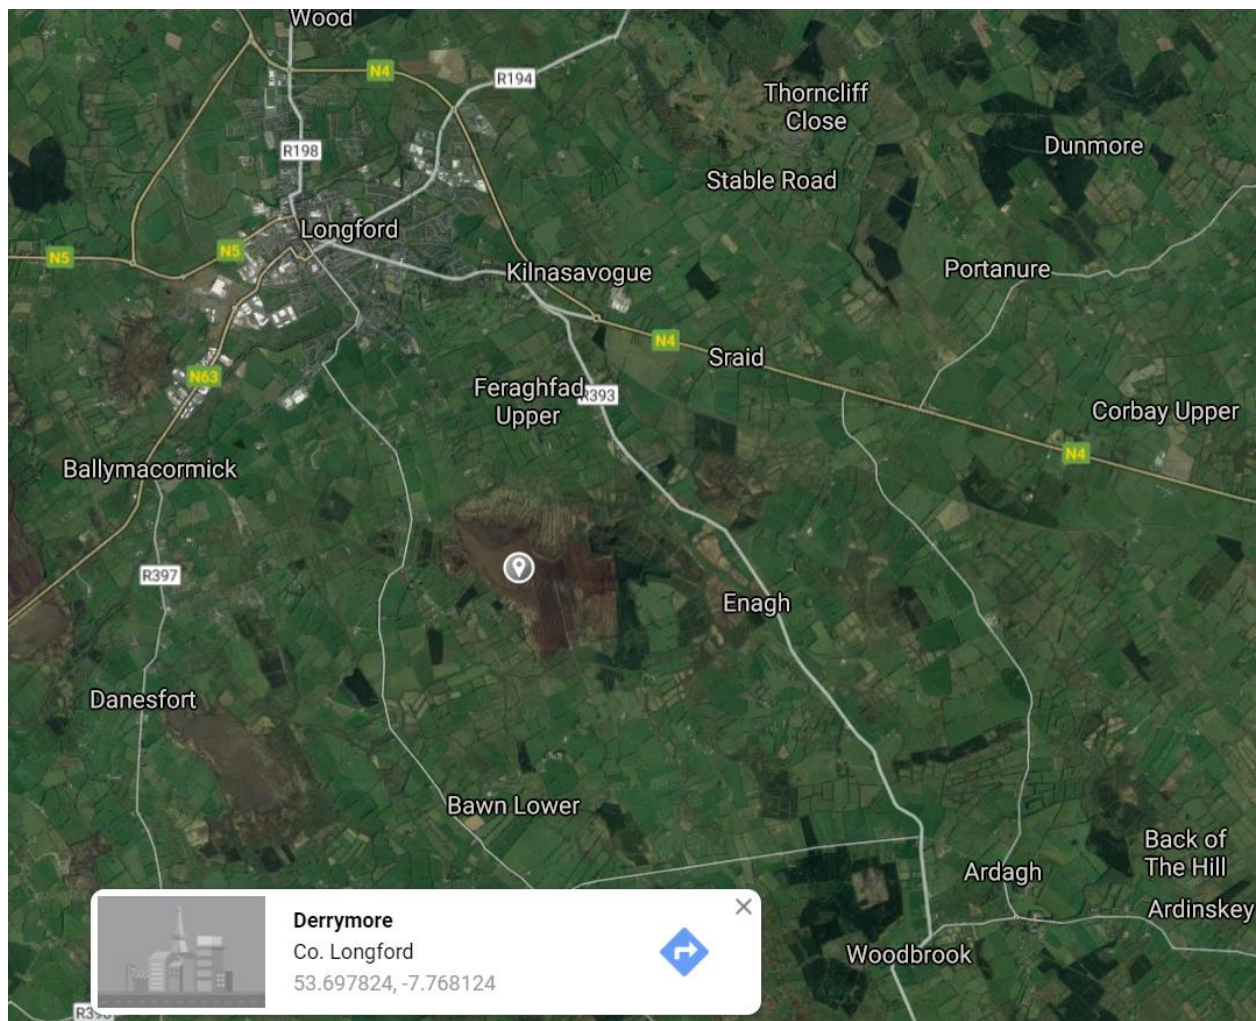 Wood
N4
R194
Thorncliff
Close
Dunmore
R198
Stable Road
Longford
N5
N5
Kilnasavogue
Portanure
N4
Sraid
N63
Feraghfad
Upper
R393
Corbay Upper
N4
Ballymacormick
R397
Enagh
Danesfort
Bawn Lower
Back of
The Hill
Ardagh
Ardinskey
Woodbrook
Derrymore
Co. Longford
53.697824, -7.768124